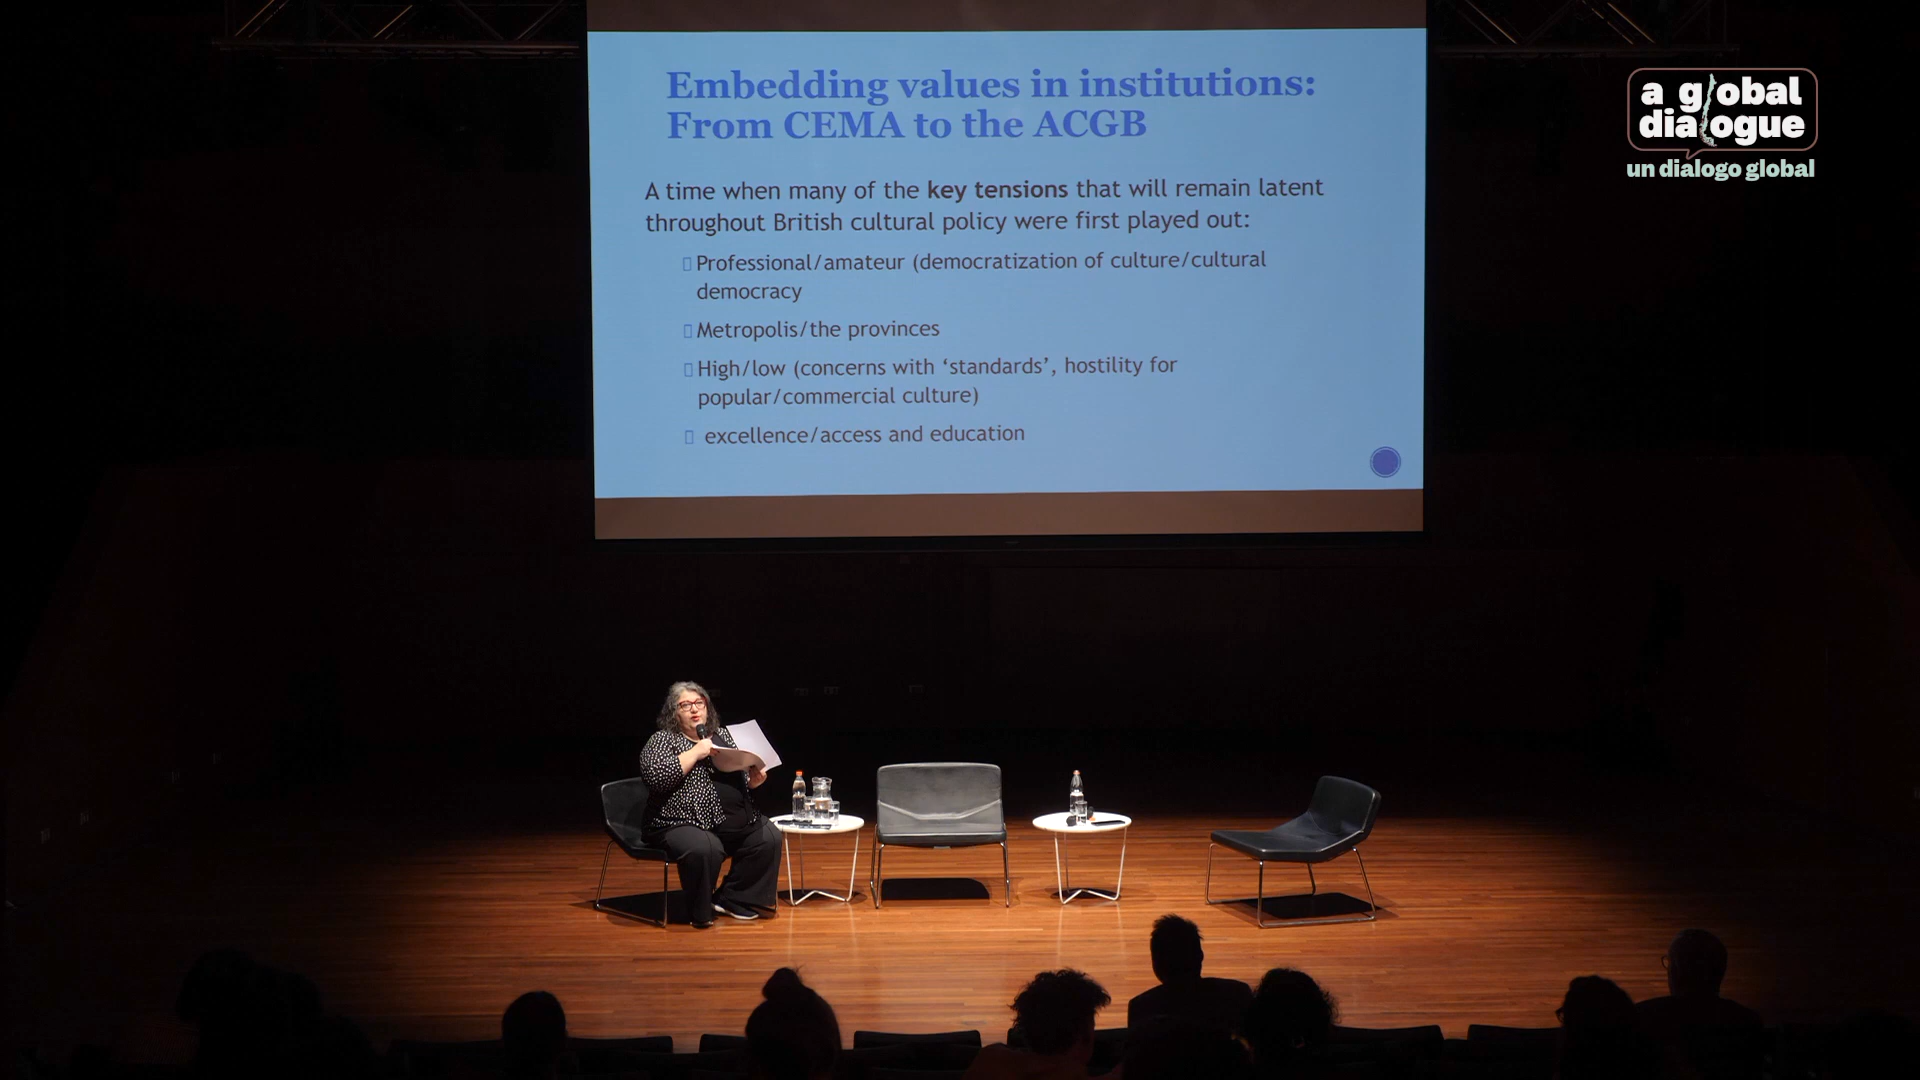 Embedding values in institutions:
From CEMA to the ACGB
a global
dialogue
un dialogo global
A time when many of the key tensions that will remain latent
throughout British cultural policy were first played out:
Professional/amateur (democratization of culture/cultural
democracy
Metropolis/the provinces
High/low (concerns with ‘standards’, hostility for
popular/commercial culture)
excellence/access and education